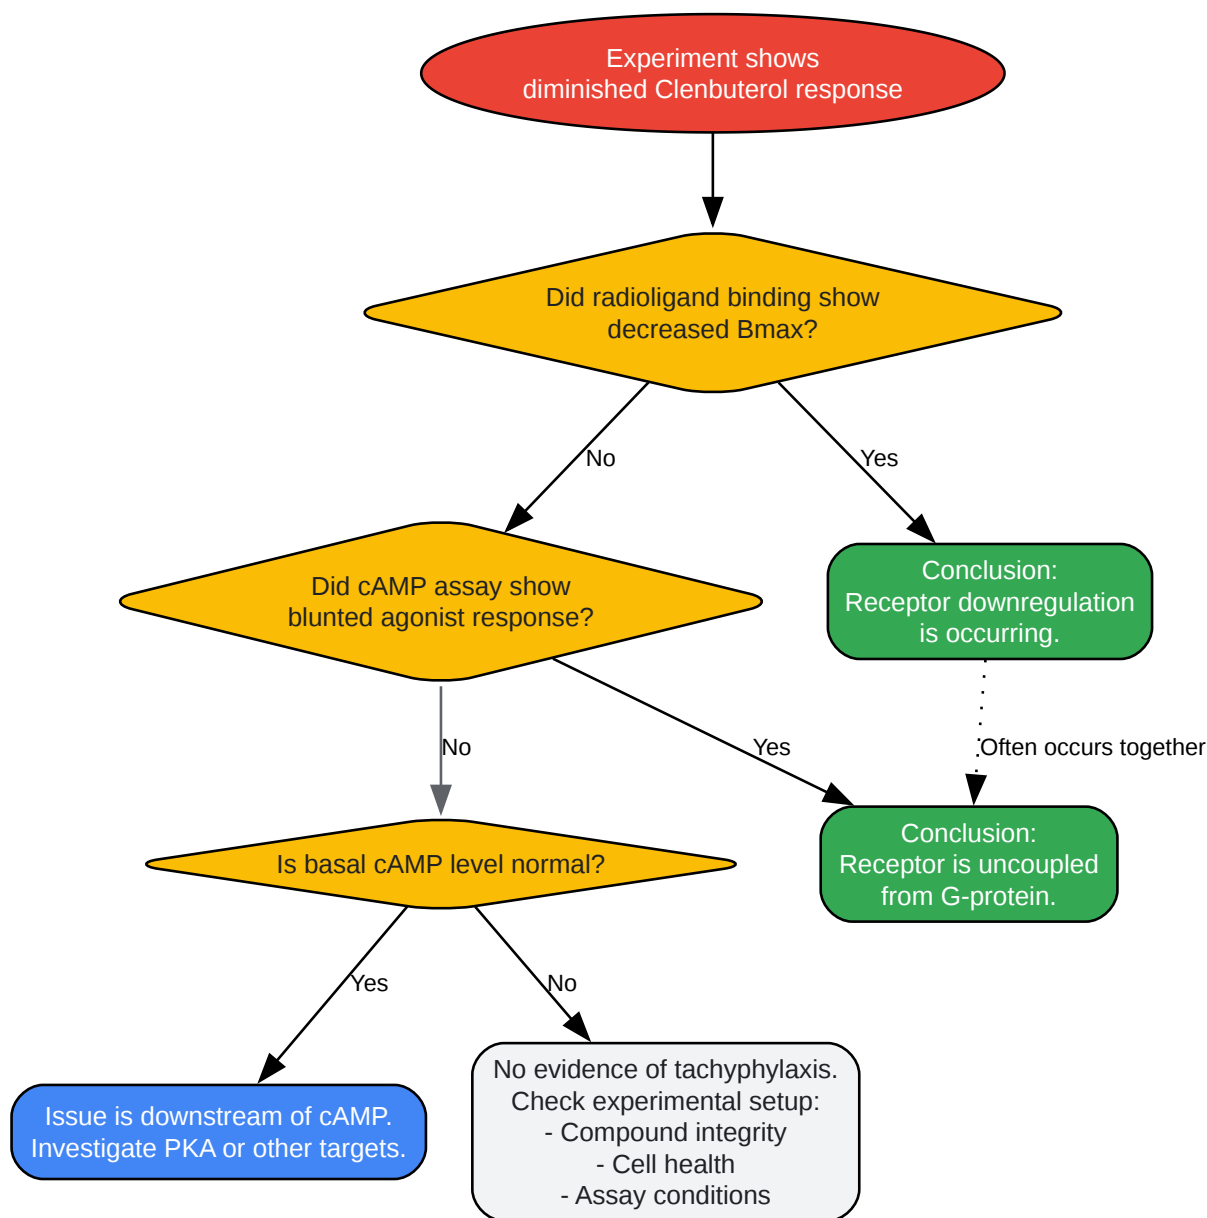 Experiment shows
diminished Clenbuterol response
Did radioligand binding show
decreased Bmax?
No
Yes
Did cAMP assay show
blunted agonist response?
Conclusion:
Receptor downregulation
is occurring.
No
Yes
Often occurs together
Is basal cAMP level normal?
Conclusion:
Receptor is uncoupled
from G-protein.
Yes
No
Issue is downstream of cAMP.
Investigate PKA or other targets.
No evidence of tachyphylaxis.
Check experimental setup:
- Compound integrity
- Cell health
- Assay conditions